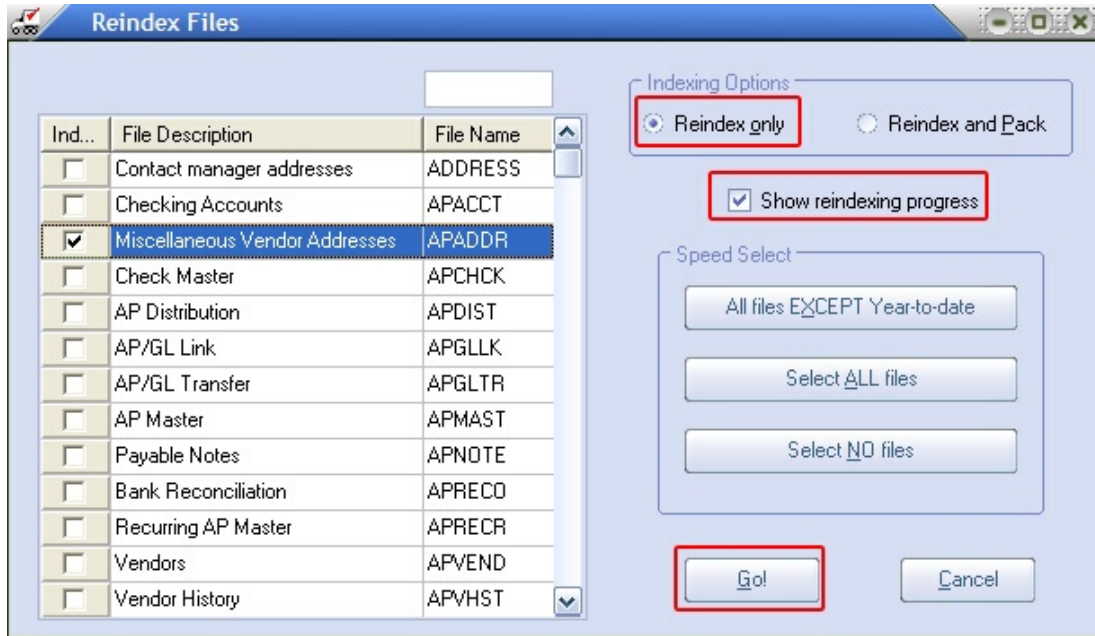 Reindex Files
Ind... File Description File Name
Contact manager addresses ADDRESS
Checking Accounts APACCT
Miscellaneous Vendor Addresses APADDR
Check Master APCHCK
AP Distribution APDIST
AP/GL Link APGLLK
AP/GL Transfer APGLTR
AP Master APMAST
Payable Notes APNOTE
Bank Reconciliation APRECO
Recurring AP Master APRECR
Vendors APVEND
Vendor History APVHST
Indexing Options
Reindex only Reindex and Pack
Show reindexing progress
Speed Select
All files EXCEPT Year-to-date
Select ALL files
Select NO files
Go! Cancel